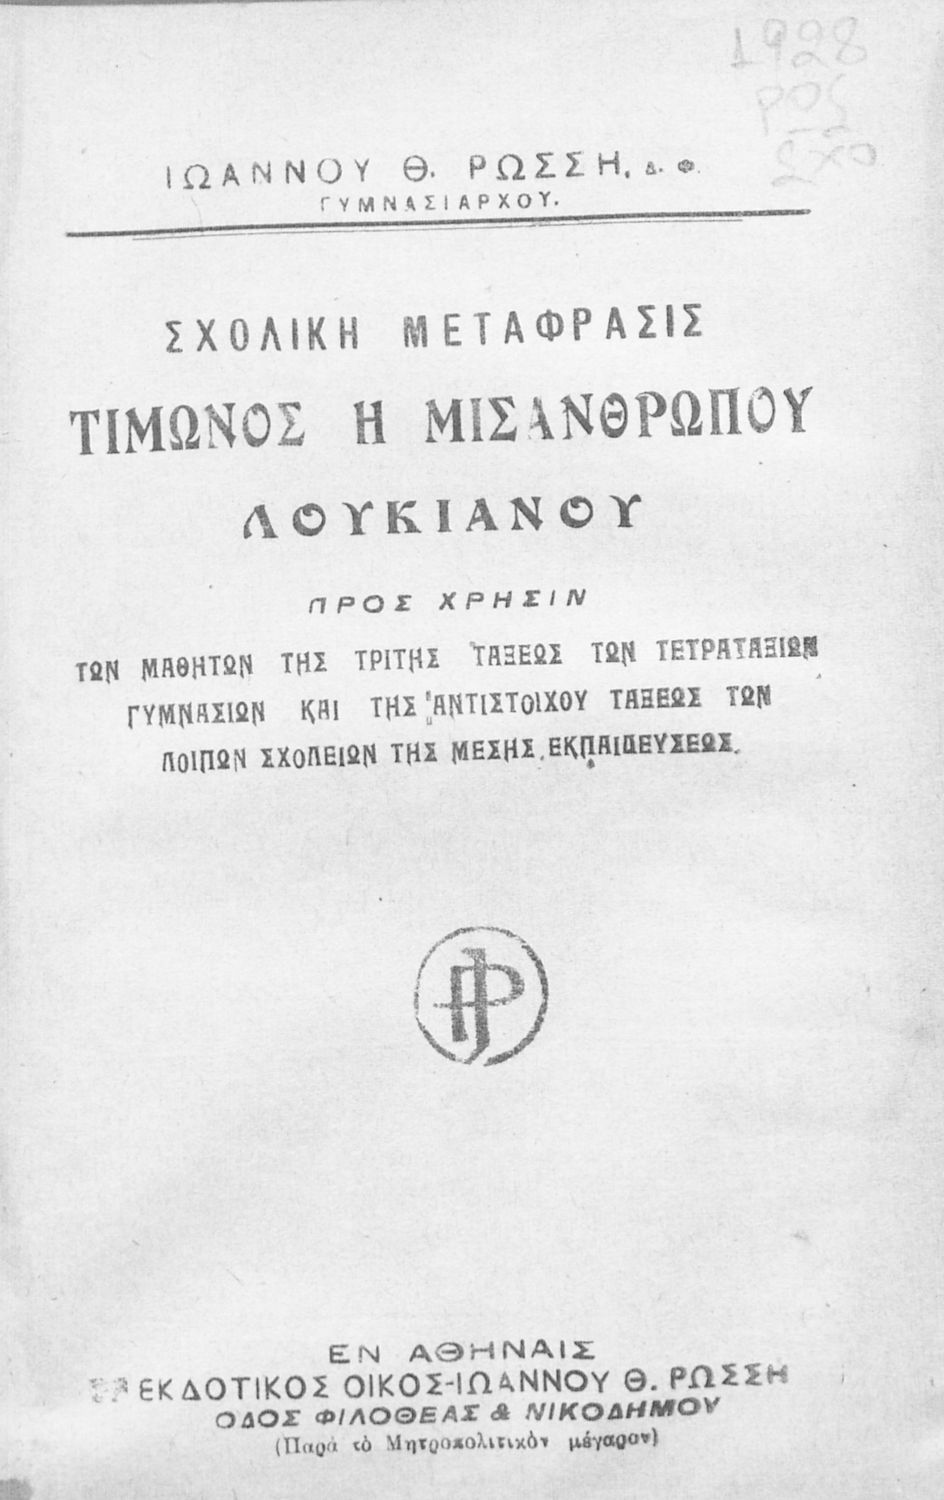 1928
ΡΟΣ
ΣΧΟ
ΙΩΑΝΝΟΥ Θ. ΡΩΣΣΗ, Δ. Φ.
ΓΥΜΝΑΣΙΑΡΧΟΥ.
ΣΧΟΛΙΚΗ ΜΕΤΑΦΡΑΣΙΣ
ΤΙΜΩΝΟΣ Η ΜΙΣΑΝΘΡΩΠΟΥ
ΛΟΥΚΙΑΝΟΥ
ΠΡΟΣ ΧΡΗΣΙΝ
ΤΩΝ ΜΑΘΗΤΩΝ ΤΗΣ ΤΡΙΤΗΣ ΤΑΞΕΩΣ ΤΩΝ ΤΕΤΡΑΤΑΞΙΩΝ
ΓΥΜΝΑΣΙΩΝ ΚΑΙ ΤΗΣ ΑΝΤΙΣΤΟΙΧΟΥ ΤΑΞΕΩΣ ΤΩΝ
ΛΟΙΠΩΝ ΣΧΟΛΕΙΩΝ ΤΗΣ ΜΕΣΗΣ ΕΚΠΑΙΔΕΥΣΕΩΣ.
ΕΝ ΑΘΗΝΑΙΣ
ΕΚΔΟΤΙΚΟΣ ΟΙΚΟΣ-ΙΩΑΝΝΟΥ Θ. ΡΩΣΣΗ
ΟΔΟΣ ΦΙΛΟΘΕΑΣ & ΝΙΚΟΔΗΜΟΥ
(Παρὰ τὸ Μητροπολιτικὸν μέγαρον)